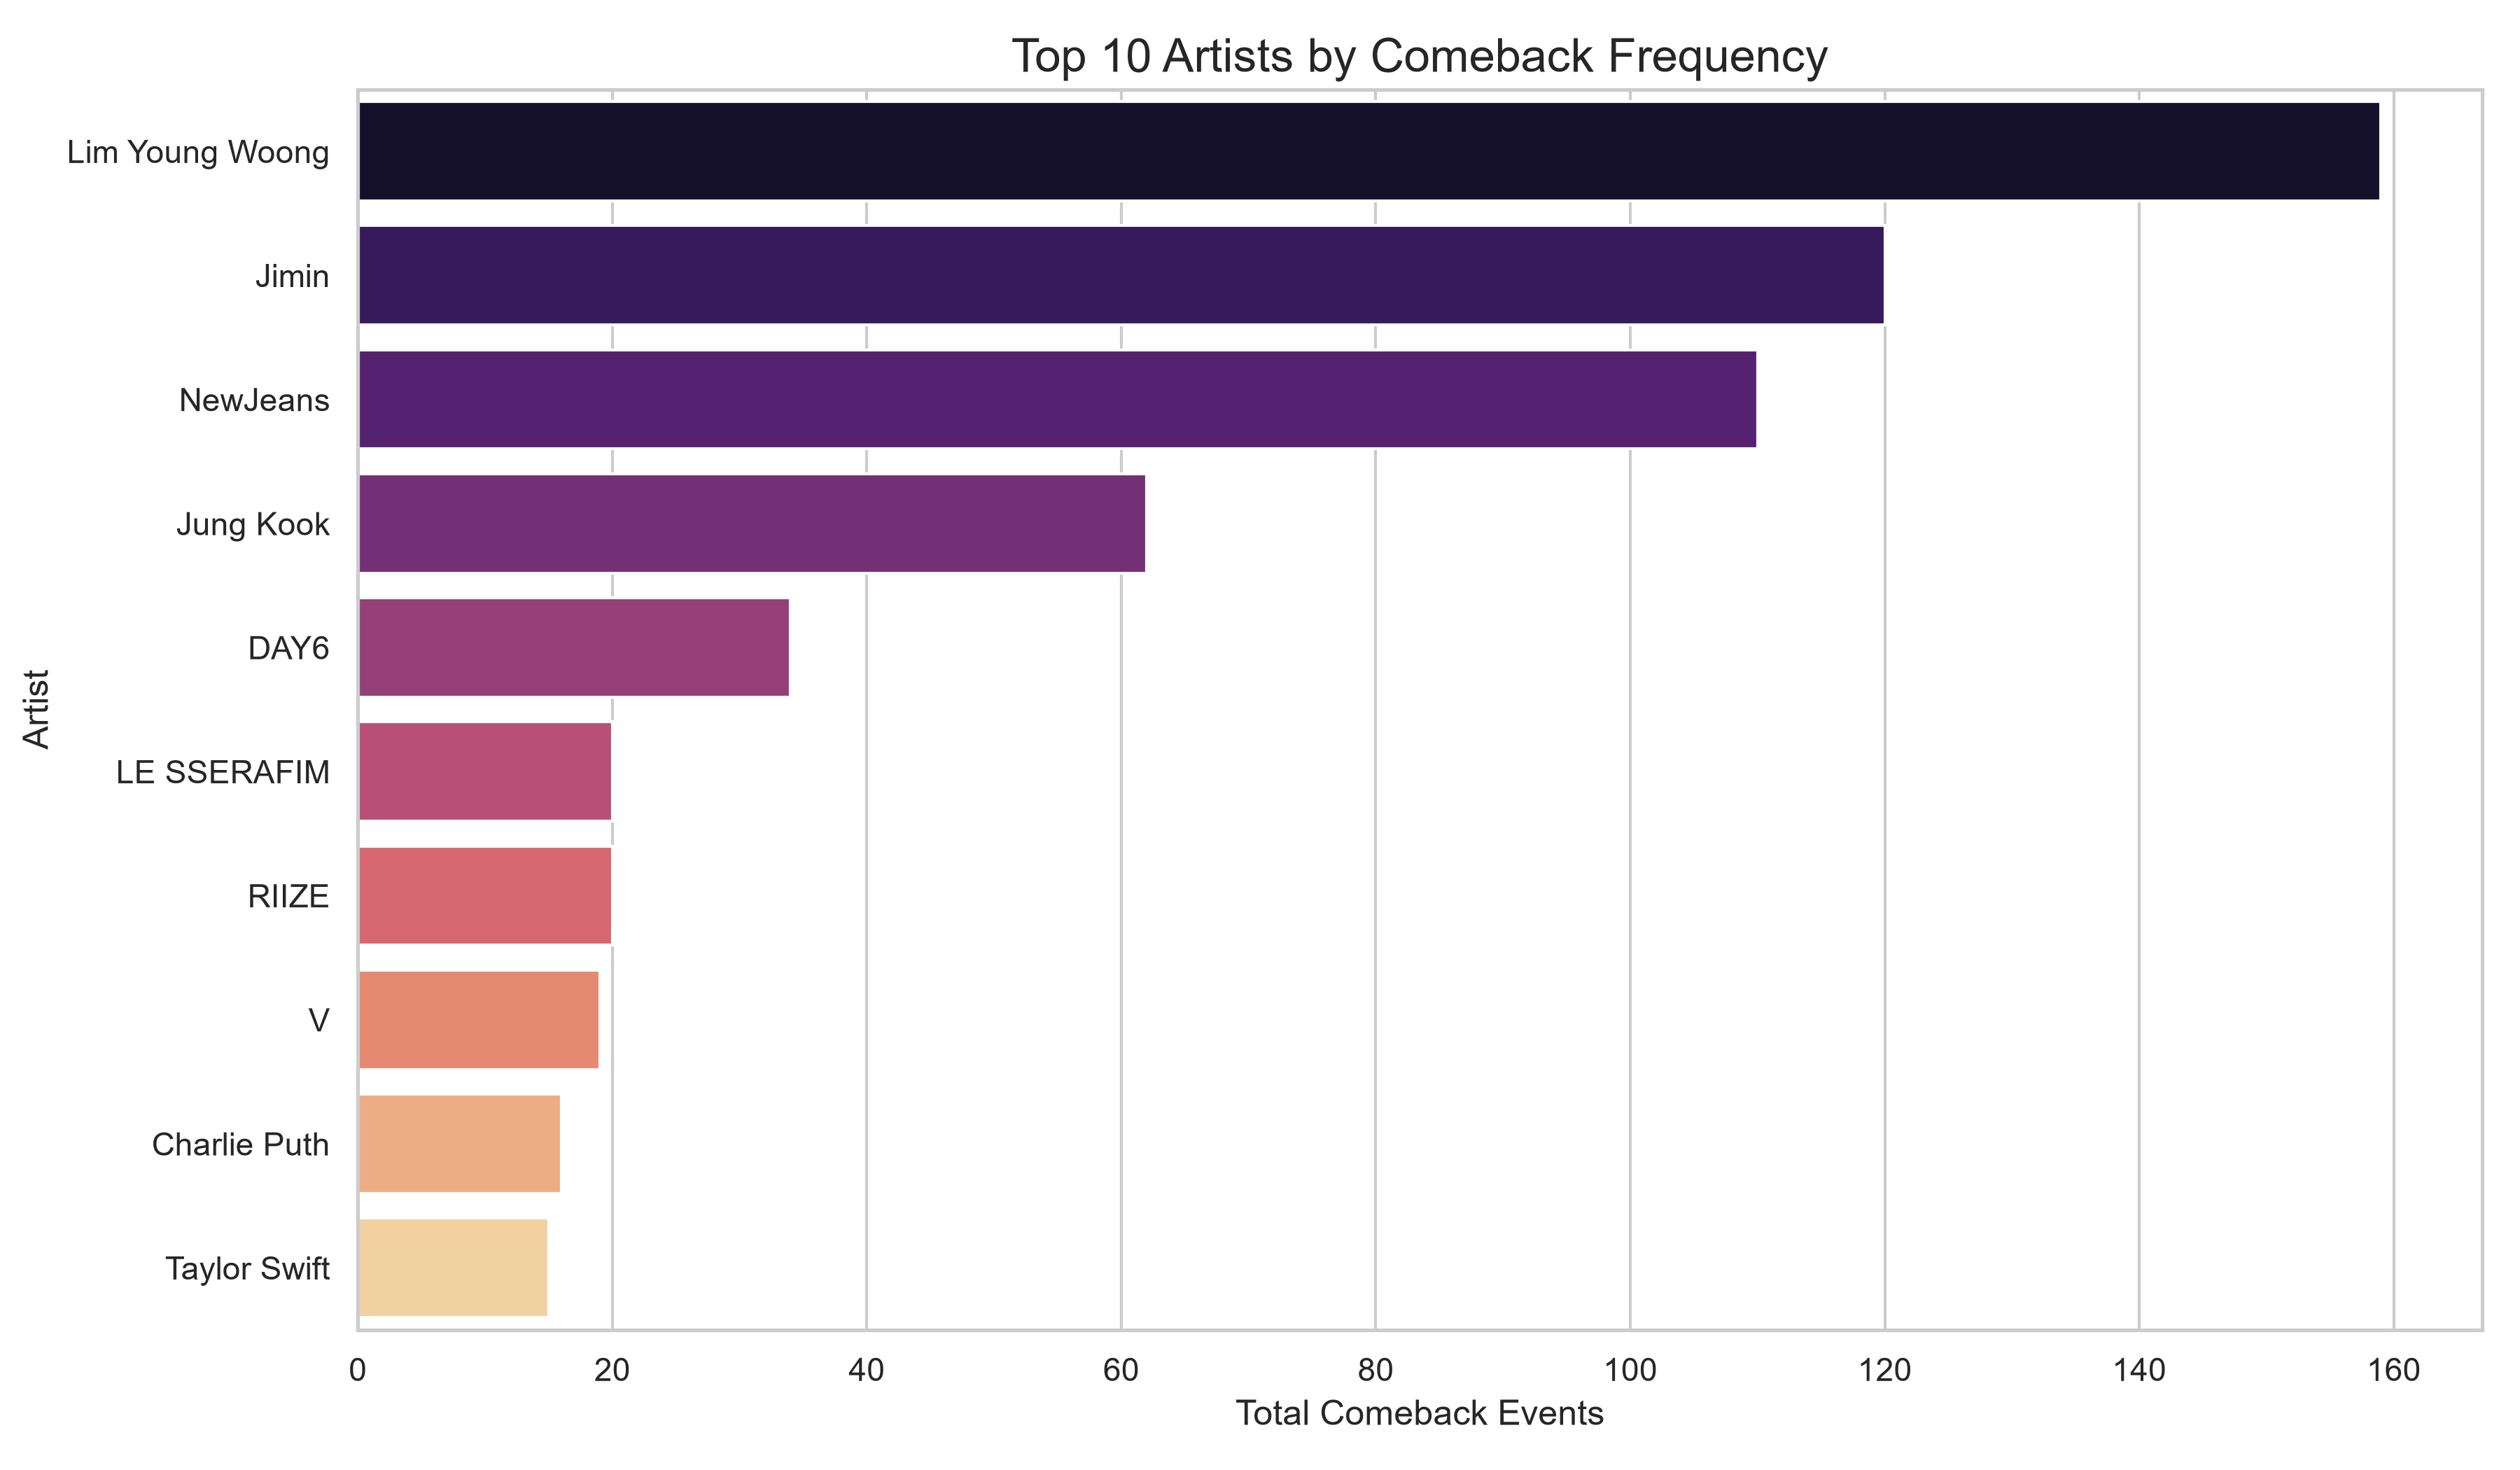 Top 10 Artists by Comeback Frequency
Lim Young Woong
Jimin
NewJeans
Jung Kook
DAY6
LE SSERAFIM
RIIZE
V
Charlie Puth
Taylor Swift
Artist
0 20 40 60 80 100 120 140 160
Total Comeback Events